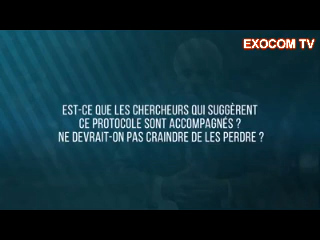 EXOCOM TV
EST-CE QUE LES CHERCHEURS QUI SUGGÈRENT
CE PROTOCOLE SONT ACCOMPAGNÉS ?
NE DEVRAIT-ON PAS CRAINDRE DE LES PERDRE ?